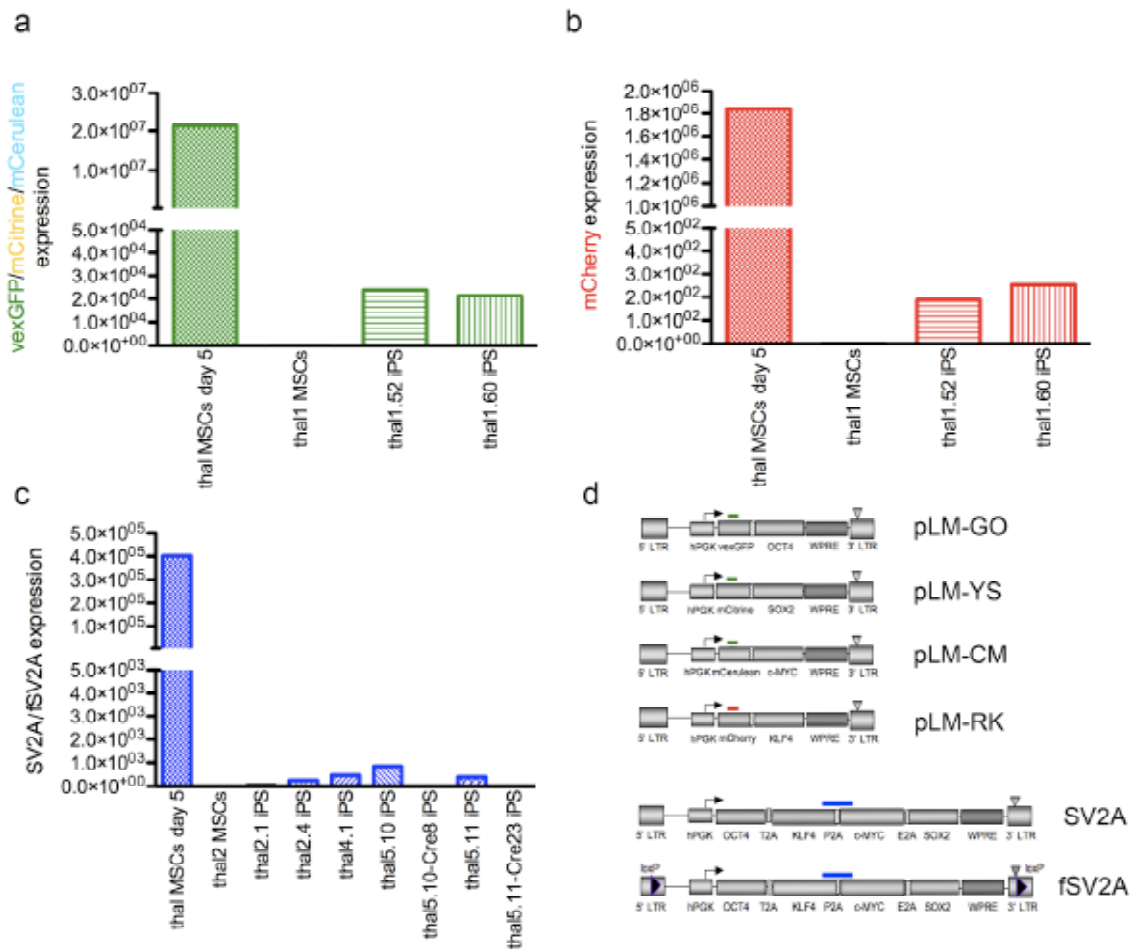 a
vexGFP/mCitrine/mCerulean
expression
3.0×10^07
2.0×10^07
1.0×10^07
5.0×10^04
4.0×10^04
3.0×10^04
2.0×10^04
1.0×10^04
0.0×10^+00
thal MSCs day 5
thal1 MSCs
thal1.52 iPS
thal1.60 iPS
b
mCherry expression
2.0×10^06
1.8×10^06
1.6×10^06
1.4×10^06
1.2×10^06
1.0×10^06
5.0×10^02
4.0×10^02
3.0×10^02
2.0×10^02
1.0×10^02
0.0×10^+00
thal MSCs day 5
thal1 MSCs
thal1.52 iPS
thal1.60 iPS
c
SV2A/fSV2A expression
5.0×10^05
4.0×10^05
3.0×10^05
2.0×10^05
1.0×10^05
5.0×10^03
4.0×10^03
3.0×10^03
2.0×10^03
1.0×10^03
0.0×10^+00
thal MSCs day 5
thal2 MSCs
thal2.1 iPS
thal2.4 iPS
thal4.1 iPS
thal5.10 iPS
thal5.10-Cre8 iPS
thal5.11 iPS
thal5.11-Cre23 iPS
d
pLM-GO
5' LTR hPGK vexGFP OCT4 WPRE 3' LTR
pLM-YS
5' LTR hPGK mCitrine SOX2 WPRE 3' LTR
pLM-CM
5' LTR hPGK mCerulean c-MYC WPRE 3' LTR
pLM-RK
5' LTR hPGK mCherry KLF4 WPRE 3' LTR
SV2A
5' LTR hPGK OCT4 T2A KLF4 P2A c-MYC E2A SOX2 WPRE 3' LTR
loxP loxP
fSV2A
5' LTR hPGK OCT4 T2A KLF4 P2A c-MYC E2A SOX2 WPRE 3' LTR